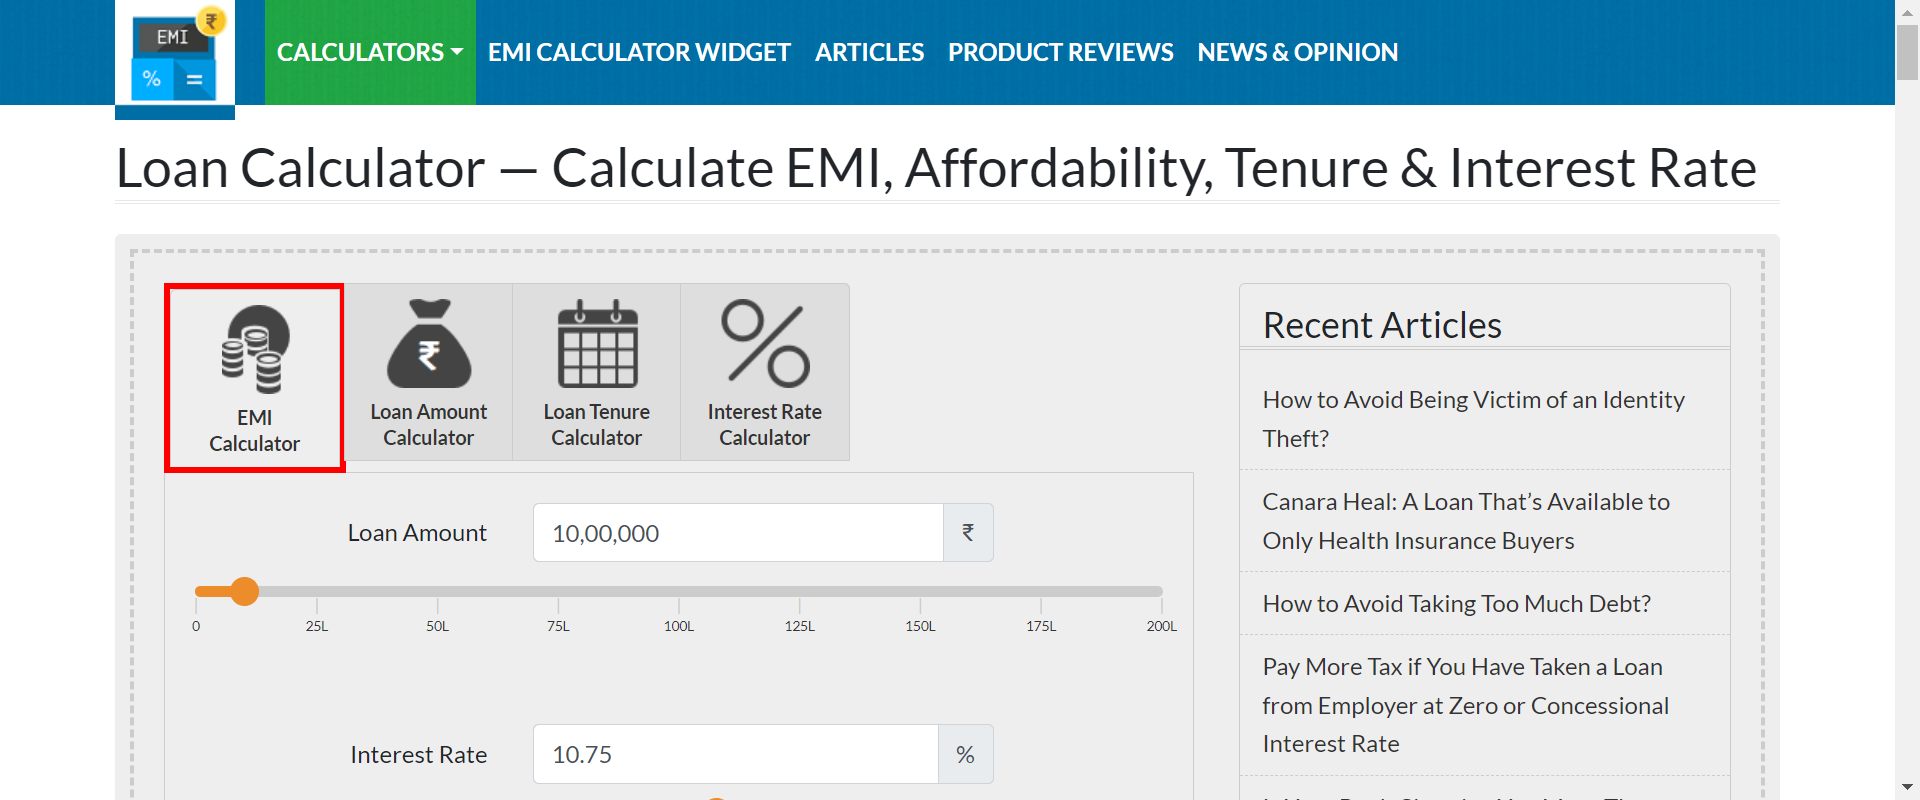 EMI
₹
%
=
CALCULATORS
EMI CALCULATOR WIDGET
ARTICLES
PRODUCT REVIEWS
NEWS & OPINION
Loan Calculator — Calculate EMI, Affordability, Tenure & Interest Rate
EMI
Calculator
₹
Loan Amount
Calculator
Loan Tenure
Calculator
Interest Rate
Calculator
Loan Amount
10,00,000
₹
0
25L
50L
75L
100L
125L
150L
175L
200L
Interest Rate
10.75
%
Recent Articles
How to Avoid Being Victim of an Identity
Theft?
Canara Heal: A Loan That’s Available to
Only Health Insurance Buyers
How to Avoid Taking Too Much Debt?
Pay More Tax if You Have Taken a Loan
from Employer at Zero or Concessional
Interest Rate